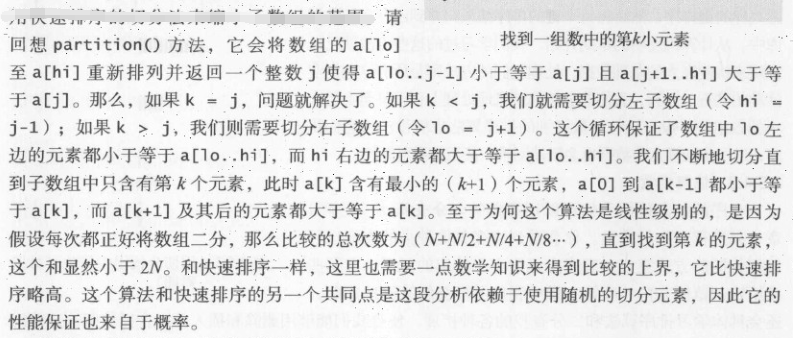 请
回想 partition() 方法，它会将数组的 a[lo]
找到一组数中的第k小元素
至 a[hi] 重新排列并返回一个整数 j 使得 a[lo..j-1] 小于等于 a[j] 且 a[j+1..hi] 大于等
于 a[j]。那么，如果 k = j，问题就解决了。如果 k < j，我们就需要切分左子数组（令 hi =
j-1）；如果 k > j，我们则需要切分右子数组（令 lo = j+1）。这个循环保证了数组中 lo 左
边的元素都小于等于 a[lo..hi]，而 hi 右边的元素都大于等于 a[lo..hi]。我们不断地切分直
到子数组中只含有第 k 个元素，此时 a[k] 含有最小的（k+1）个元素，a[0] 到 a[k-1] 都小于等
于 a[k]，而 a[k+1] 及其后的元素都大于等于 a[k]。至于为何这个算法是线性级别的，是因为
假设每次都正好将数组二分，那么比较的总次数为（N+N/2+N/4+N/8…），直到找到第 k 的元素，
这个和显然小于 2N。和快速排序一样，这里也需要一点数学知识来得到比较的上界，它比快速排
序略高。这个算法和快速排序的另一个共同点是这段分析依赖于使用随机的切分元素，因此它的
性能保证也来自于概率。